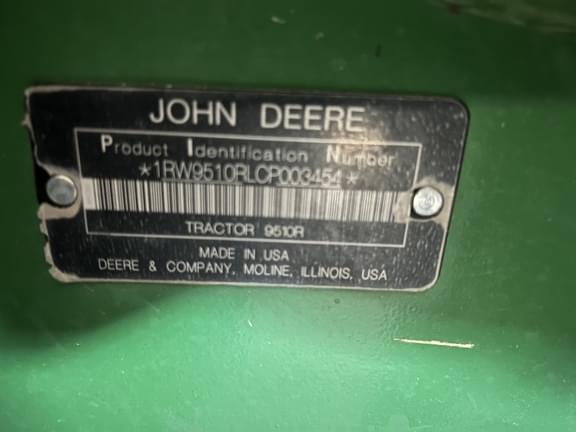 JOHN DEERE
Product Identification Number
*1RW9510RLCP003454*
TRACTOR 9510R
MADE IN USA
DEERE & COMPANY, MOLINE, ILLINOIS, USA